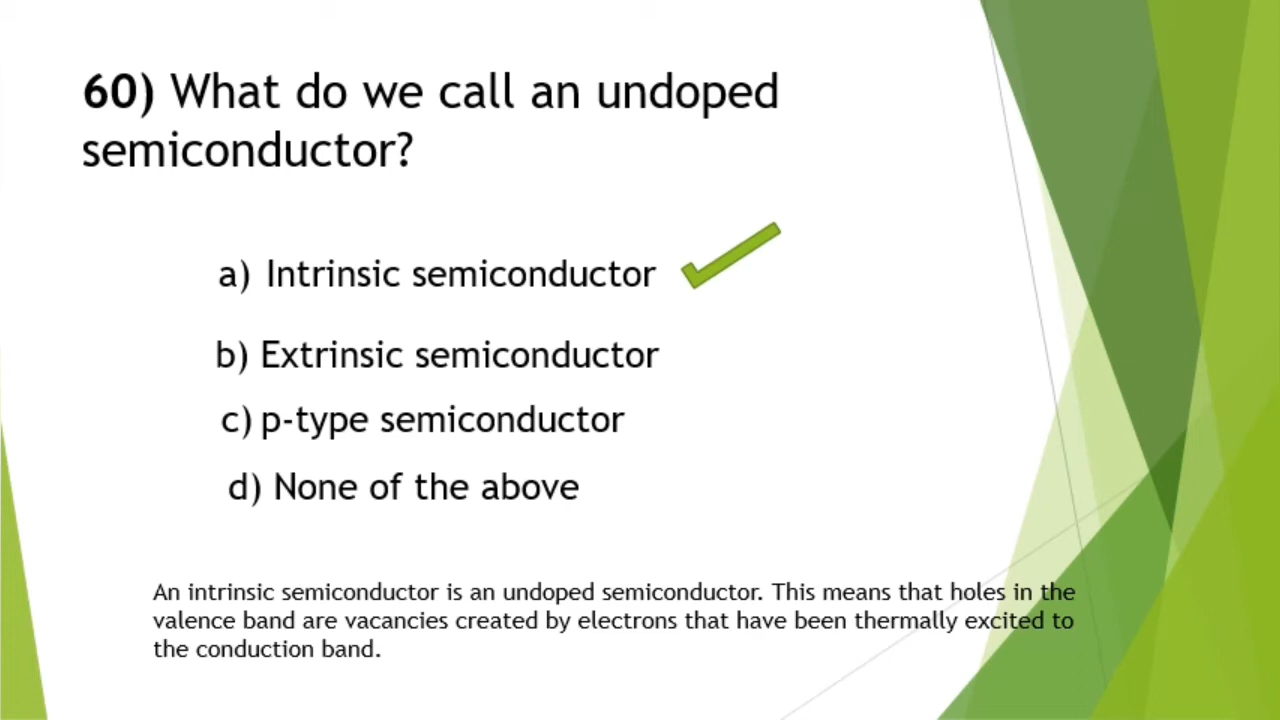 60) What do we call an undoped
semiconductor?
a) Intrinsic semiconductor
b) Extrinsic semiconductor
c) p-type semiconductor
d) None of the above
An intrinsic semiconductor is an undoped semiconductor. This means that holes in the
valence band are vacancies created by electrons that have been thermally excited to
the conduction band.